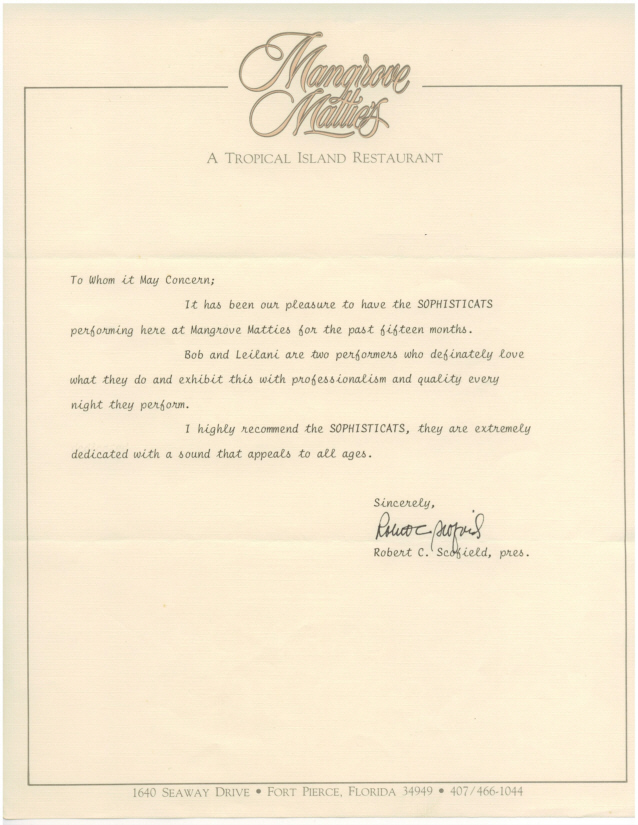 Mangrove
Matties
A Tropical Island Restaurant
To Whom it May Concern;
It has been our pleasure to have the SOPHISTICATS
performing here at Mangrove Matties for the past fifteen months.
Bob and Leilani are two performers who definately love
what they do and exhibit this with professionalism and quality every
night they perform.
I highly recommend the SOPHISTICATS, they are extremely
dedicated with a sound that appeals to all ages.
Sincerely,
Robert C. Scofield
Robert C. Scofield, pres.
1640 Seaway Drive • Fort Pierce, Florida 34949 • 407/466-1044